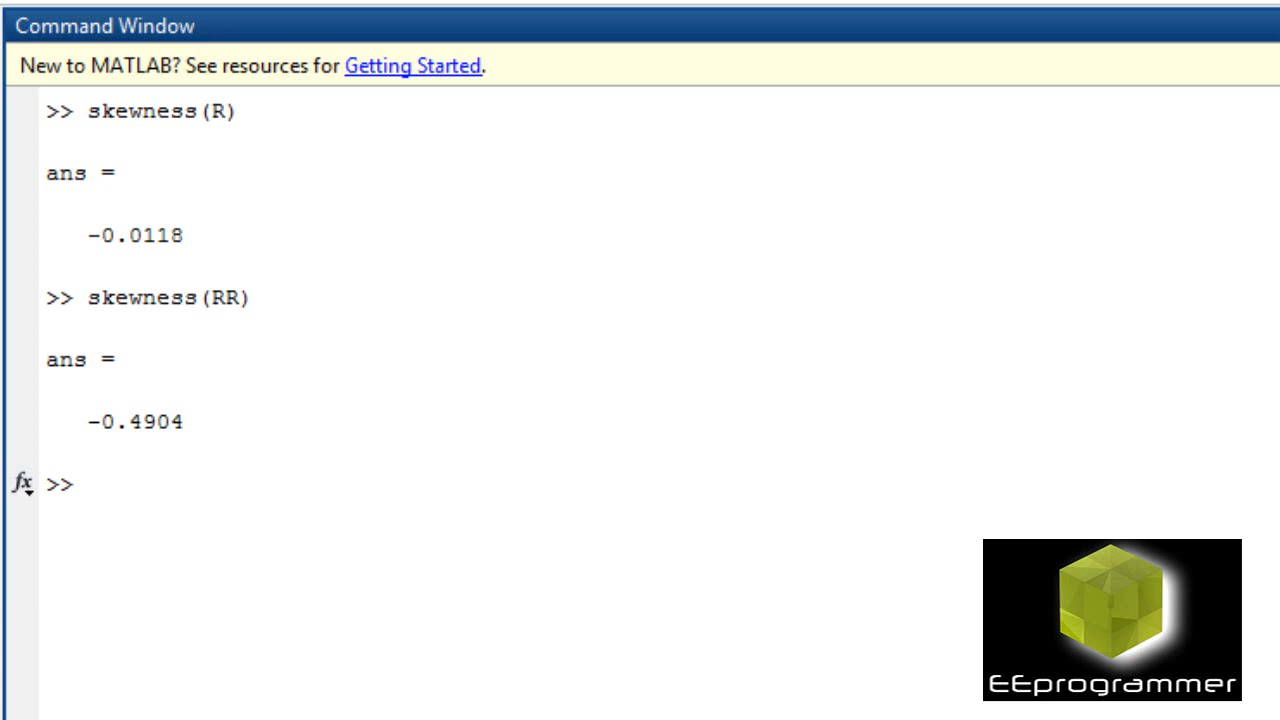 Command Window
New to MATLAB? See resources for Getting Started.
>> skewness(R)
ans =
-0.0118
>> skewness(RR)
ans =
-0.4904
fx >>
EEprogrammer